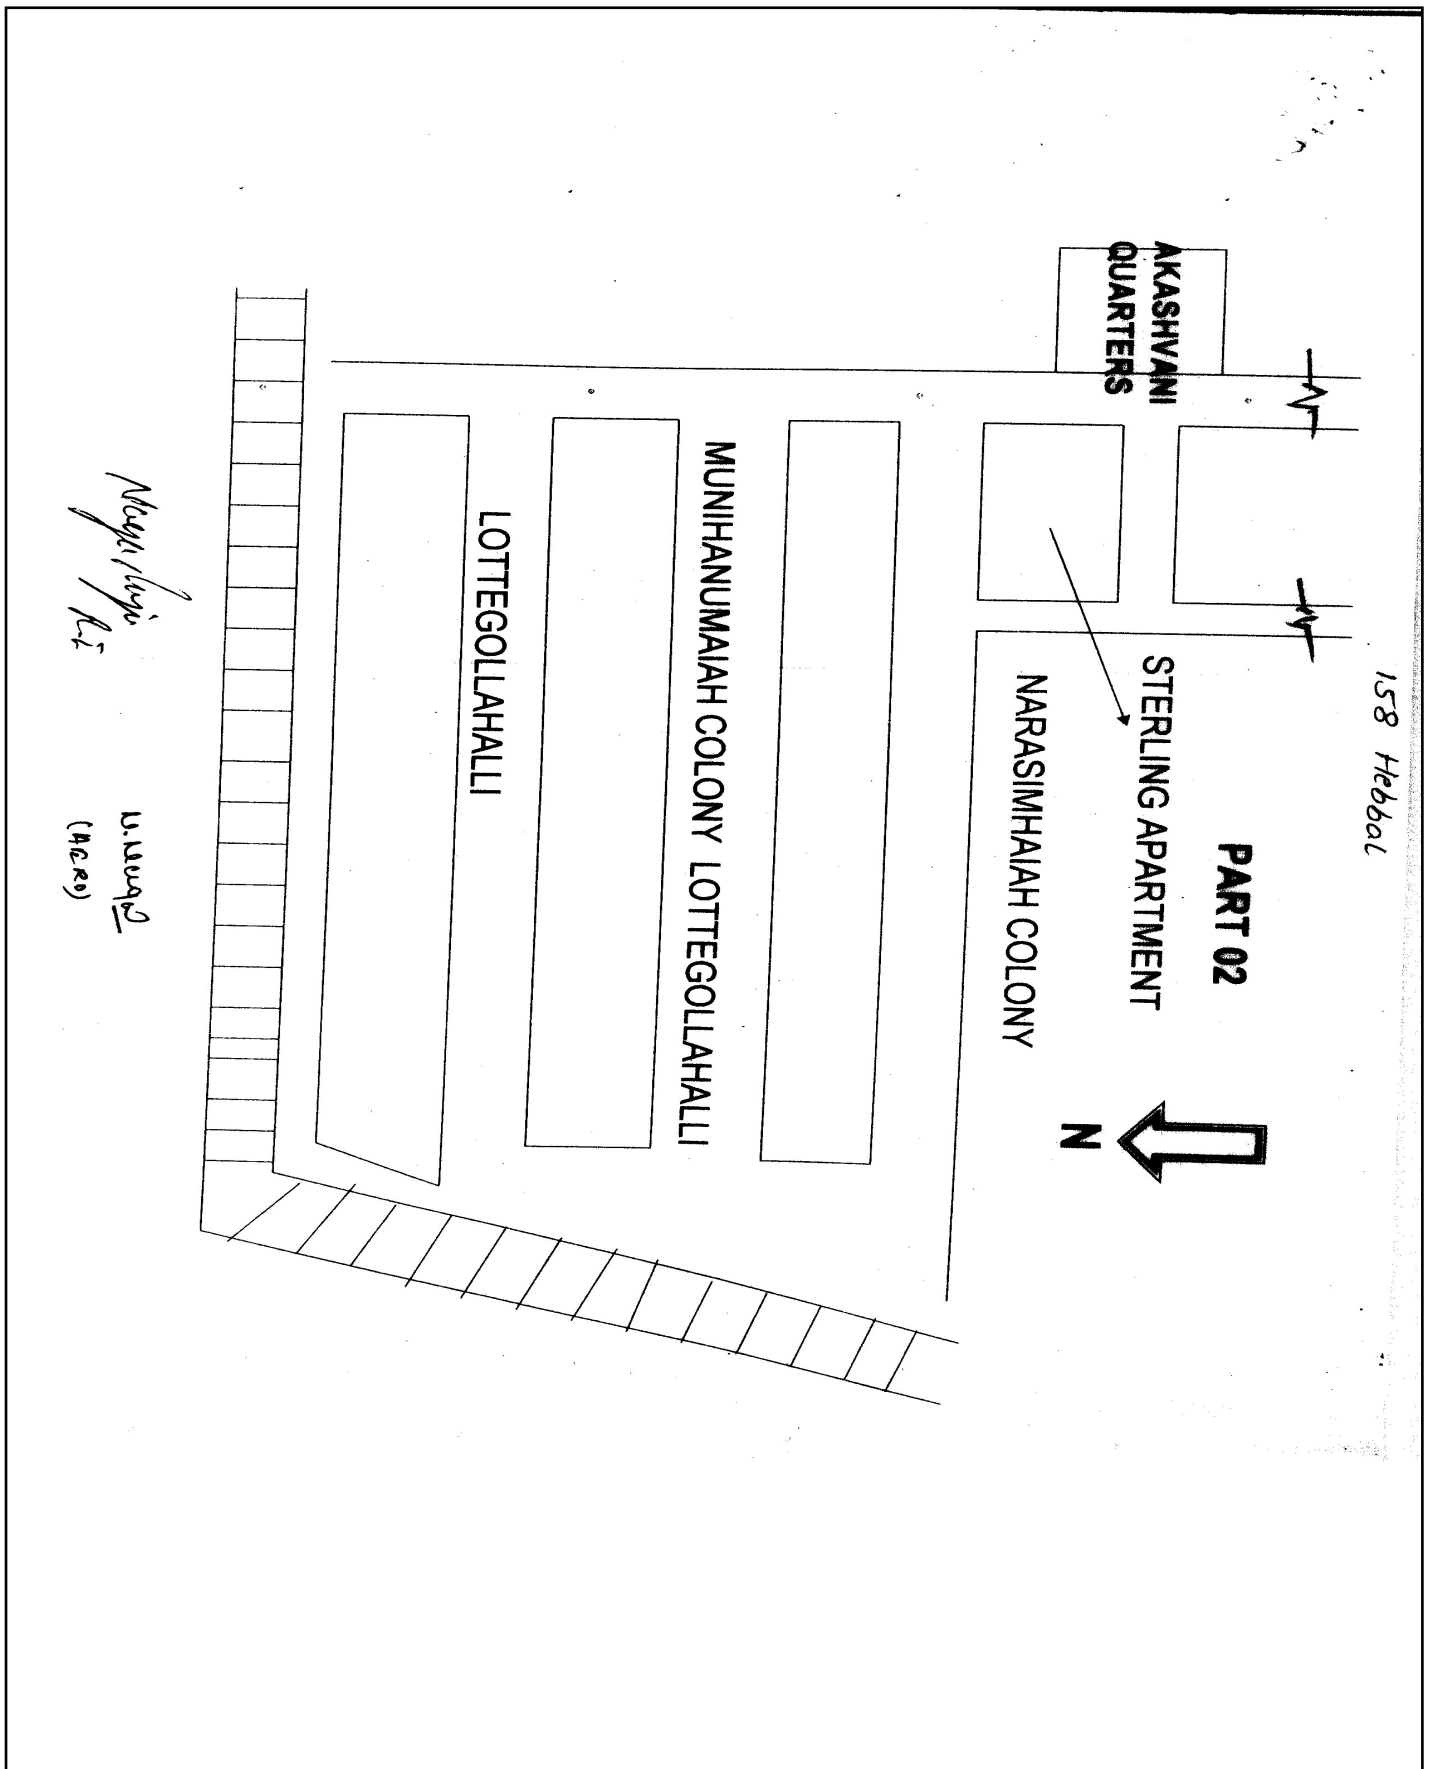 158 Hebbal
PART 02
N
STERLING APARTMENT
NARASIMHAIAH COLONY
AKASHVANI
QUARTERS
MUNIHANUMAIAH COLONY LOTTEGOLLAHALLI
LOTTEGOLLAHALLI